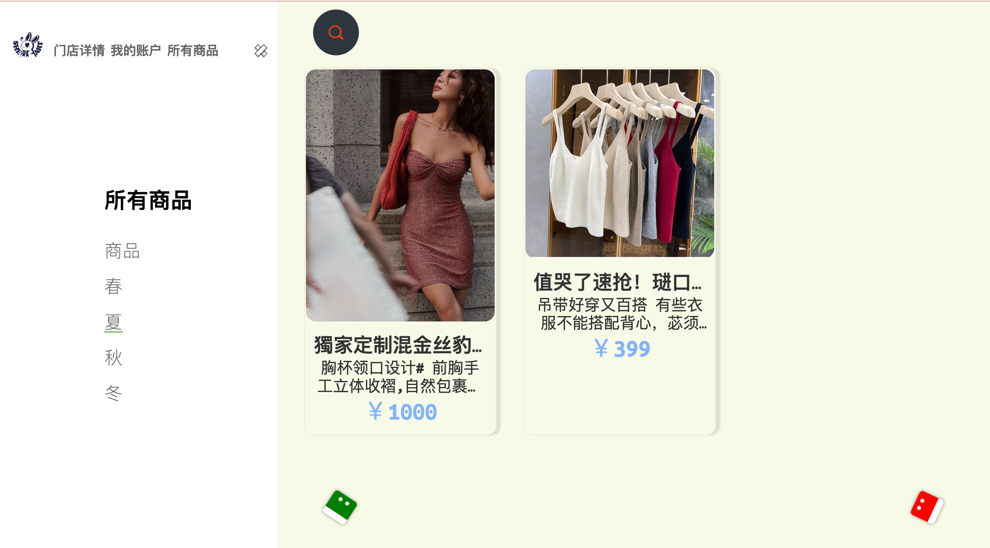 门店详情 我的账户 所有商品
所有商品
商品
春
夏
秋
冬
獨家定制混金丝豹…
胸杯领口设计# 前胸手
工立体收褶,自然包裹…
￥1000
值哭了速抢！琎口…
吊带好穿又百搭 有些衣
服不能搭配背心，苾须…
￥399